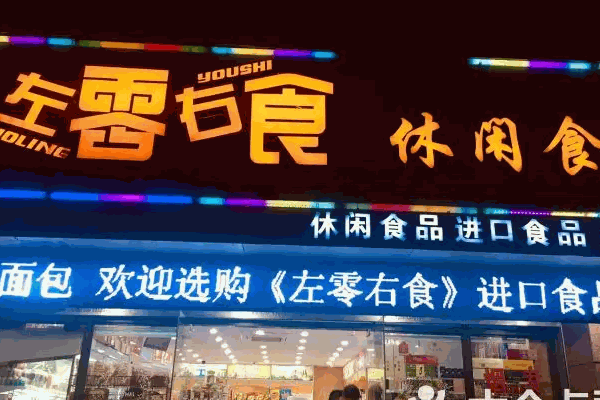 左零右食
YOUSHI
OLING
休闲食
休闲食品 进口食品
面包 欢迎选购《左零右食》进口食品